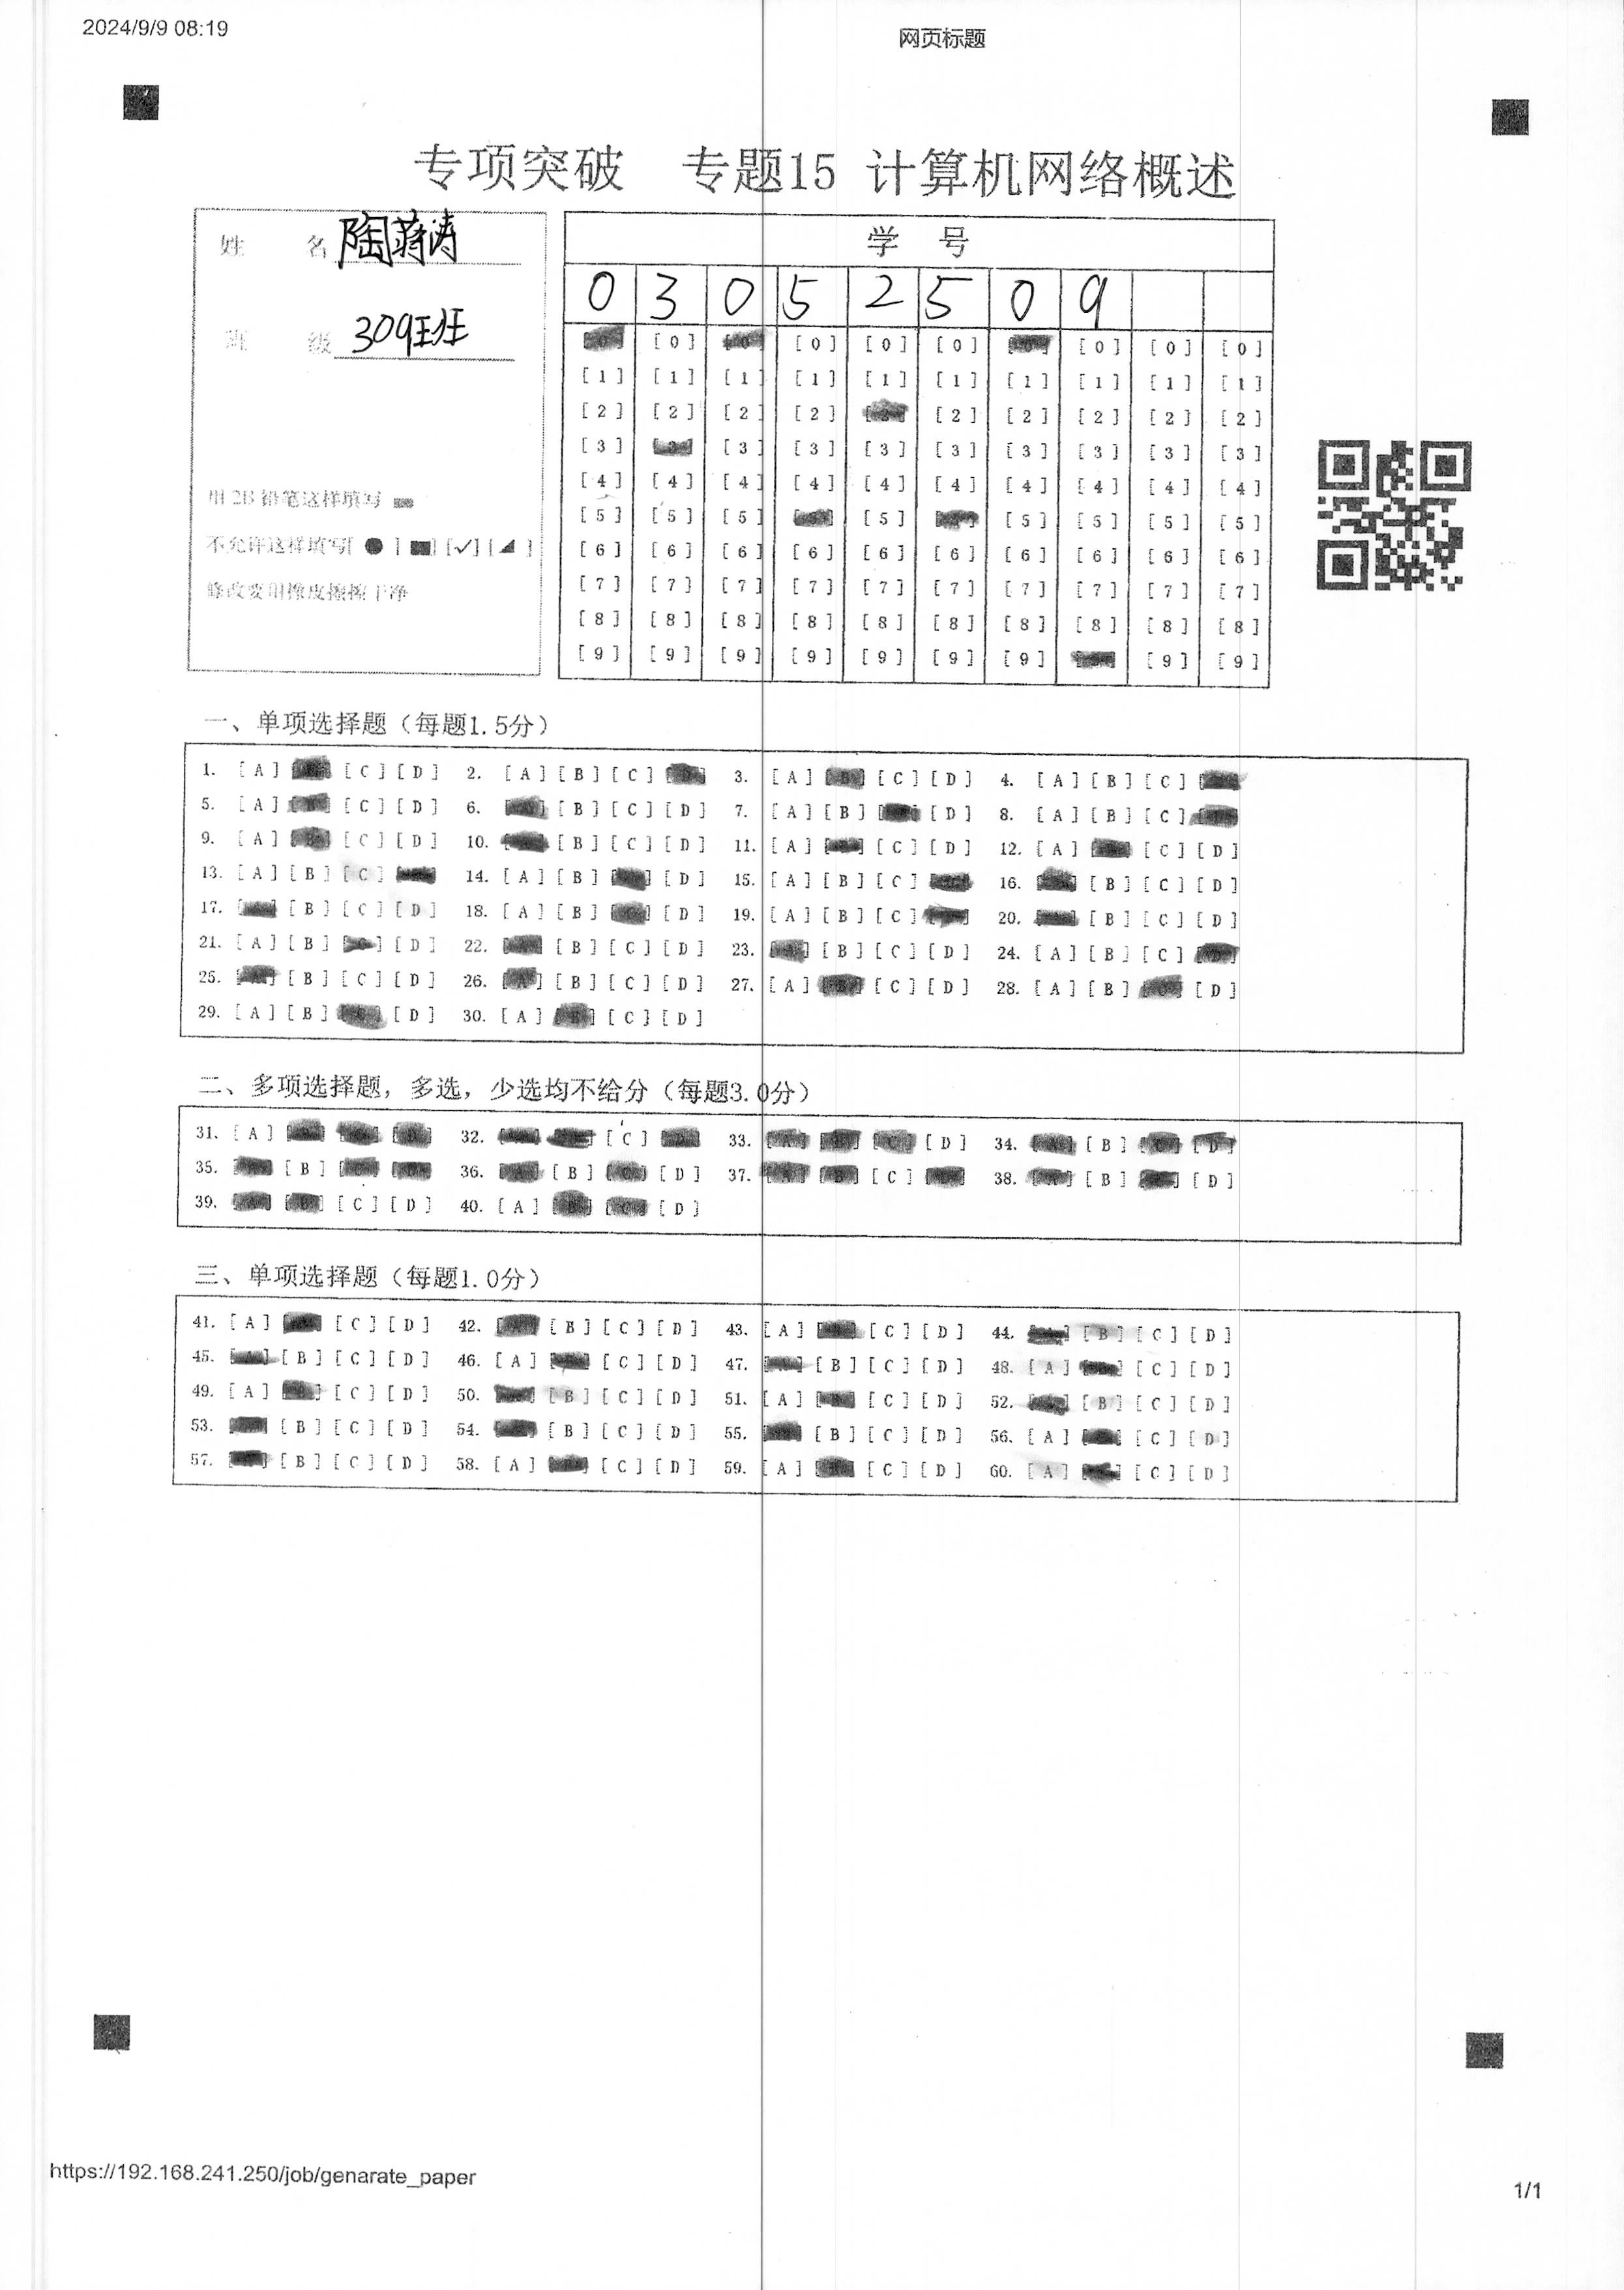 2024/9/9 08:19
网页标题
专项突破 专题15 计算机网络概述
姓 名 陶蒋涛
班 级 309班
用 2B 铅笔这样填写
不允许这样填写[ ● ] [■] [✓] [◢ ]
修改要用橡皮擦擦干净
学 号
0 3 0 5 2 5 0 9
[0] [0] [0] [0] [0] [0]
[1] [1] [1] [1] [1] [1] [1] [1] [1] [1]
[2] [2] [2] [2] [2] [2] [2] [2] [2]
[3] [3] [3] [3] [3] [3] [3] [3] [3]
[4] [4] [4] [4] [4] [4] [4] [4] [4] [4]
[5] [5] [5] [5] [5] [5] [5] [5]
[6] [6] [6] [6] [6] [6] [6] [6] [6] [6]
[7] [7] [7] [7] [7] [7] [7] [7] [7] [7]
[8] [8] [8] [8] [8] [8] [8] [8] [8] [8]
[9] [9] [9] [9] [9] [9] [9] [9] [9]
一、单项选择题（每题1.5分）
1. [A] [C] [D] 2. [A] [B] [C] 3. [A] [C] [D] 4. [A] [B] [C]
5. [A] [C] [D] 6. [B] [C] [D] 7. [A] [B] [D] 8. [A] [B] [C]
9. [A] [C] [D] 10. [B] [C] [D] 11. [A] [C] [D] 12. [A] [C] [D]
13. [A] [B] [C] 14. [A] [B] [D] 15. [A] [B] [C] 16. [B] [C] [D]
17. [B] [C] [D] 18. [A] [B] [D] 19. [A] [B] [C] 20. [B] [C] [D]
21. [A] [B] [D] 22. [B] [C] [D] 23. [B] [C] [D] 24. [A] [B] [C]
25. [B] [C] [D] 26. [B] [C] [D] 27. [A] [C] [D] 28. [A] [B] [D]
29. [A] [B] [D] 30. [A] [C] [D]
二、多项选择题，多选，少选均不给分（每题3.0分）
31. [A] 32. [C] 33. [D] 34. [B]
35. [B] 36. [B] [D] 37. [C] 38. [B] [D]
39. [C] [D] 40. [A] [D]
三、单项选择题（每题1.0分）
41. [A] [C] [D] 42. [B] [C] [D] 43. [A] [C] [D] 44. [B] [C] [D]
45. [B] [C] [D] 46. [A] [C] [D] 47. [B] [C] [D] 48. [A] [C] [D]
49. [A] [C] [D] 50. [B] [C] [D] 51. [A] [C] [D] 52. [B] [C] [D]
53. [B] [C] [D] 54. [B] [C] [D] 55. [B] [C] [D] 56. [A] [C] [D]
57. [B] [C] [D] 58. [A] [C] [D] 59. [A] [C] [D] 60. [A] [C] [D]
https://192.168.241.250/job/genarate_paper
1/1